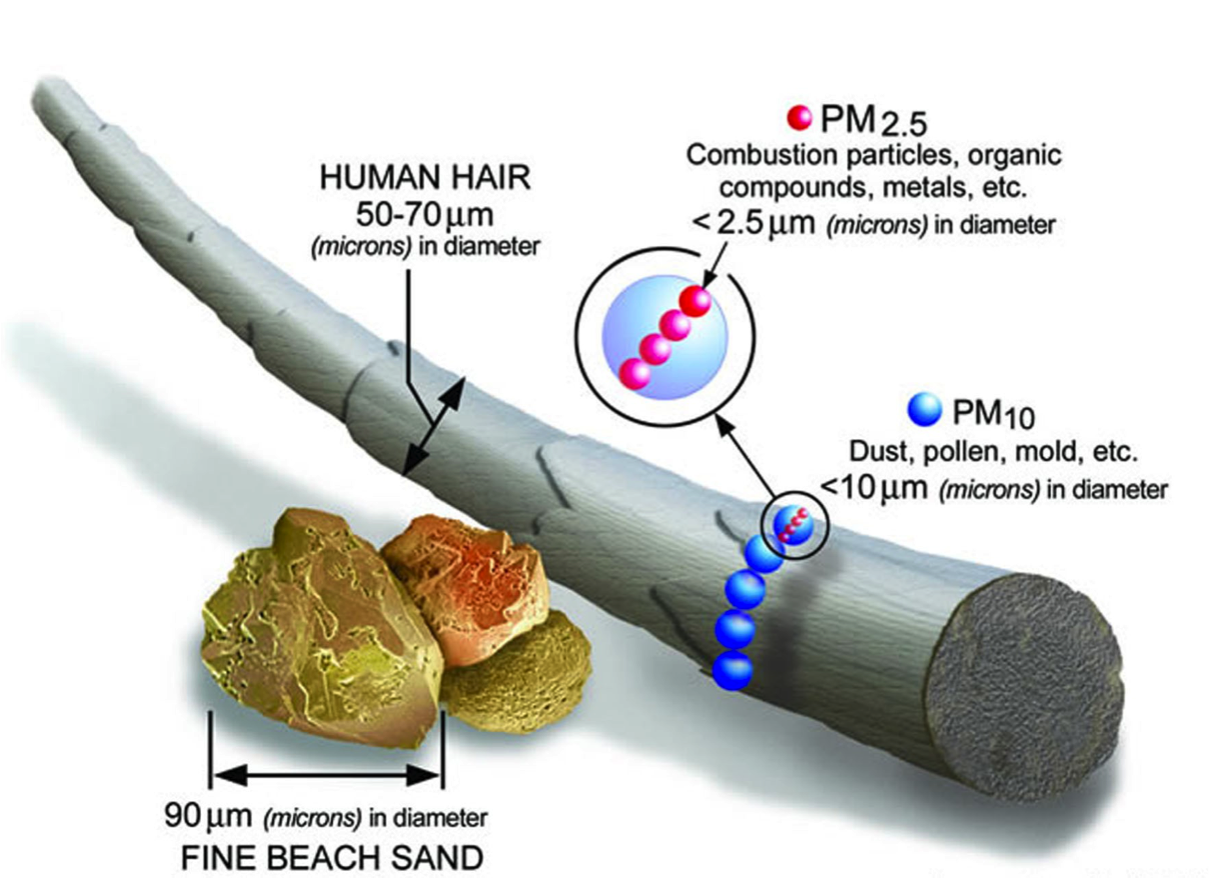 PM2.5
Combustion particles, organic
compounds, metals, etc.
< 2.5 µm (microns) in diameter
HUMAN HAIR
50-70 µm
(microns) in diameter
PM10
Dust, pollen, mold, etc.
<10 µm (microns) in diameter
90 µm (microns) in diameter
FINE BEACH SAND